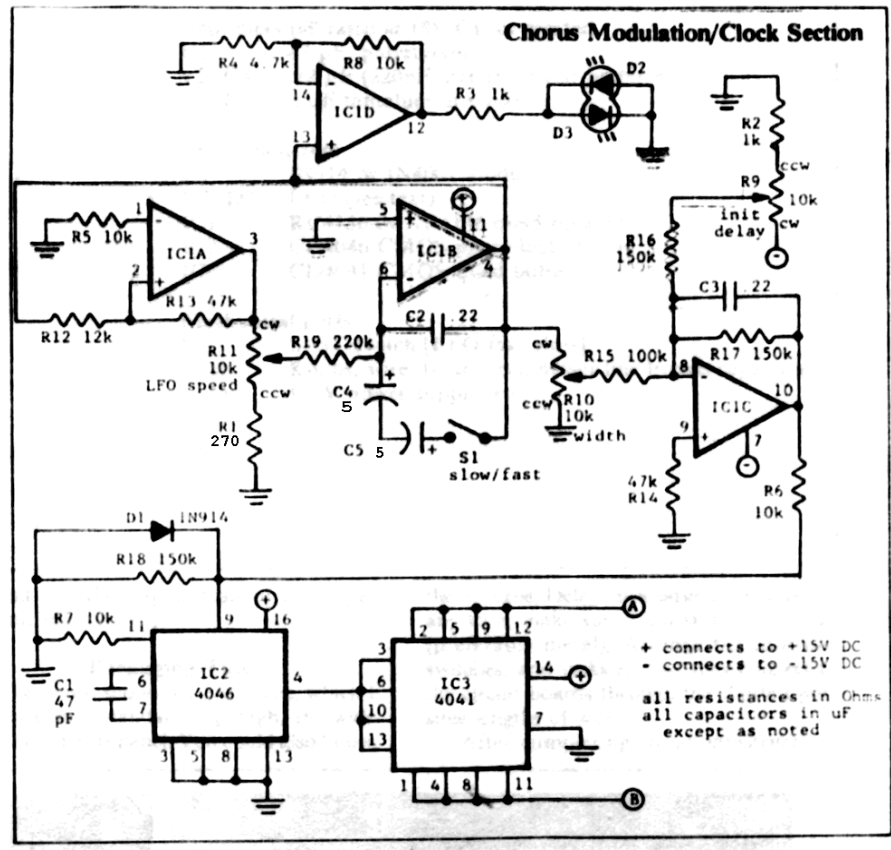 Chorus Modulation/Clock Section
R4 4.7k
R8 10k
14
-
IC1D
13
+
12
R3 1k
D2
D3
R2
1k
ccw
R9
10k
init
delay
cw
-
R5 10k
1
-
IC1A
3
2
+
R13 47k
R12 12k
5
+
+
11
IC1B
4
6
-
C2 .22
R16
150k
C3 .22
cw
R11
10k
LFO speed
ccw
R19 220k
+
C4
5
R1
270
C5 5
+
S1
slow/fast
cw
ccw
R10
10k
width
R15 100k
R17 150k
8
-
10
IC1C
9
+
7
-
47k
R14
R6
10k
D1 1N914
R18 150k
R7 10k
11
9
+
16
C1
47
pF
6
7
IC2
4046
4
3
5
8
13
2
5
9
12
A
3
6
10
13
IC3
4041
14
+
7
1
4
8
11
B
+ connects to +15V DC
- connects to -15V DC
all resistances in Ohms
all capacitors in uF
except as noted